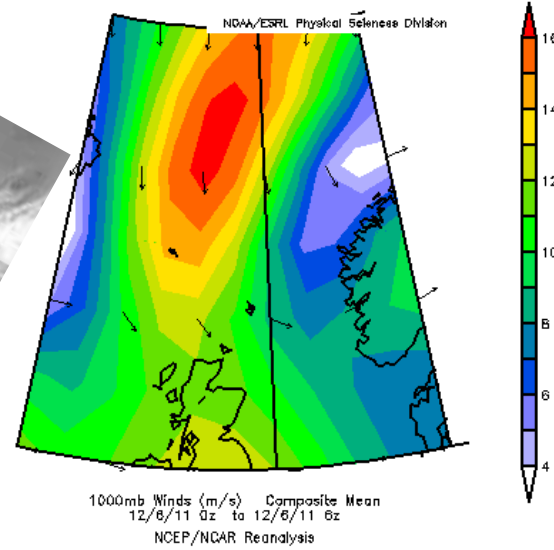 NOAA/ESRL Physical Sciences Division
16
14
12
10
8
6
4
1000mb Winds (m/s) Composite Mean
12/6/11 0z to 12/6/11 6z
NCEP/NCAR Reanalysis